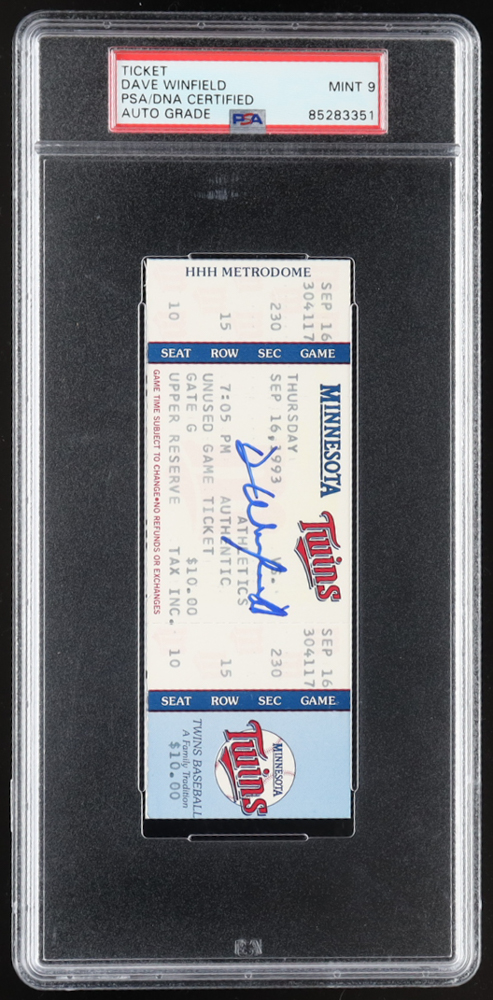 TICKET
DAVE WINFIELD
PSA/DNA CERTIFIED
AUTO GRADE
MINT 9
85283351
PSA
HHH METRODOME
SEP 16
304117
230
15
10
SEAT ROW SEC GAME
MINNESOTA
Twins
THURSDAY
SEP 16,1993
VS.
ATHLETICS
7:05 PM AUTHENTIC
UNUSED GAME TICKET
GATE G $10.00
UPPER RESERVE TAX INC.
GAME TIME SUBJECT TO CHANGE•NO REFUNDS OR EXCHANGES
SEP 16
304117
230
15
10
SEAT ROW SEC GAME
MINNESOTA
Twins
TWINS BASEBALL
A Family Tradition
$10.00